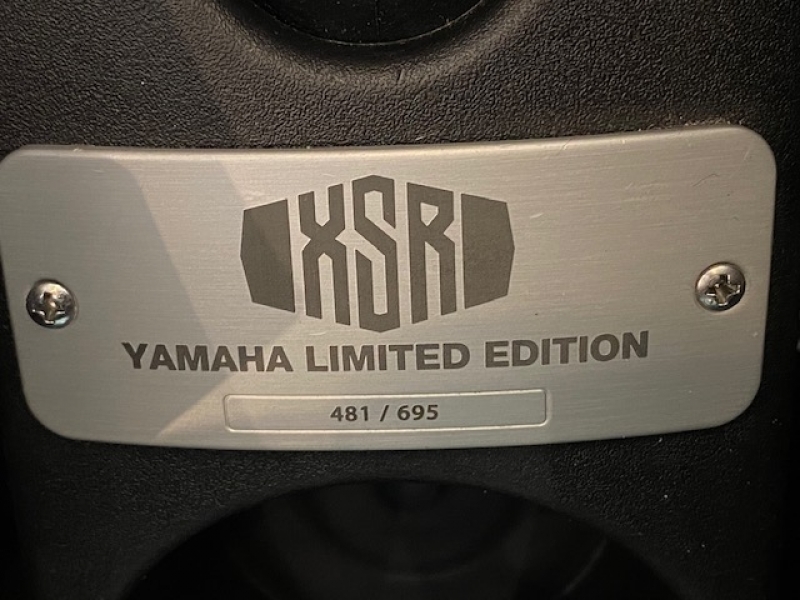 XSR
YAMAHA LIMITED EDITION
481 / 695